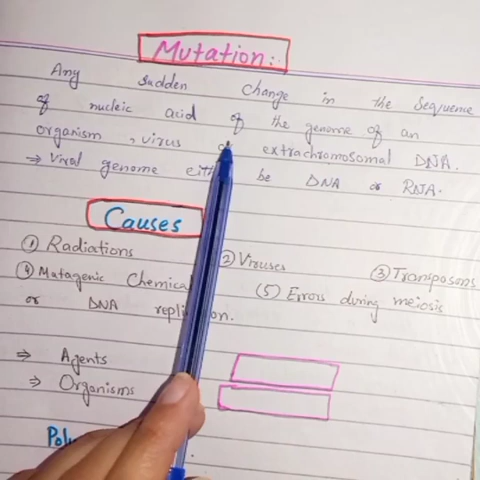 Mutation:
Any sudden change in the sequence
of nucleic acid of the genome of an
organism, virus extrachromosomal DNA.
→ Viral genome be DNA or RNA.
Causes
① Radiations ② Viruses ③ Transposons
④ Mutagenic Chemical (5) Errors during meiosis
or DNA replication.
⇒ Agents
⇒ Organisms